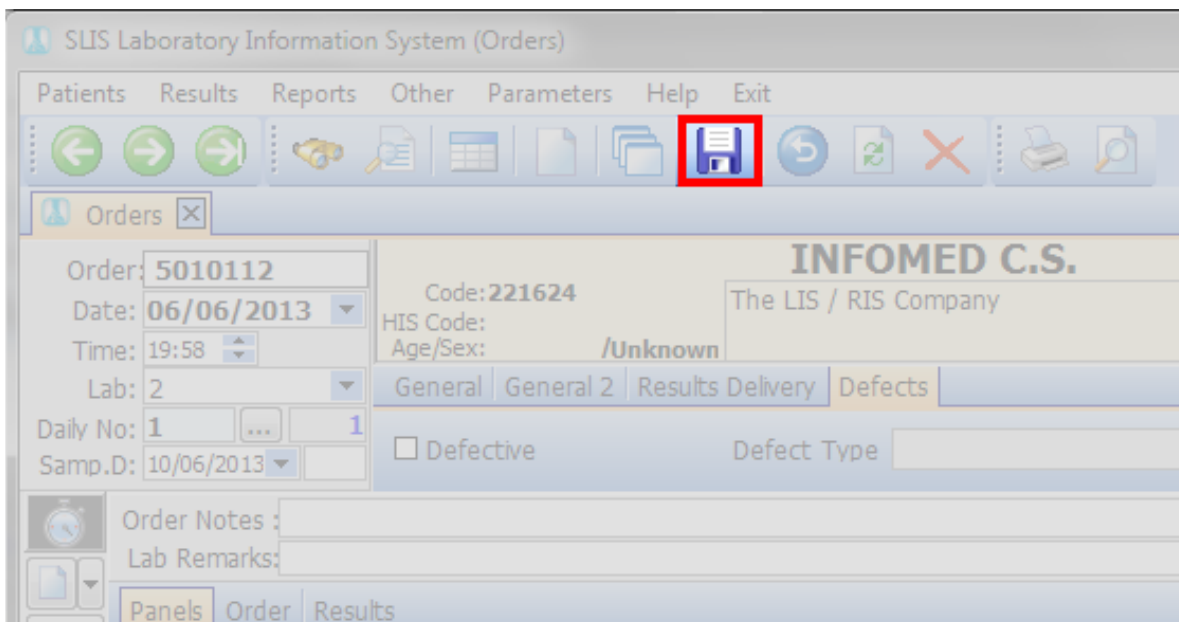 SLIS Laboratory Information System (Orders)
Patients Results Reports Other Parameters Help Exit
Orders
Order: 5010112
Date: 06/06/2013
Time: 19:58
Lab: 2
Daily No: 1 ... 1
Samp.D: 10/06/2013
INFOMED C.S.
Code: 221624
The LIS / RIS Company
HIS Code:
Age/Sex: /Unknown
General General 2 Results Delivery Defects
Defective Defect Type
Order Notes :
Lab Remarks:
Panels Order Results